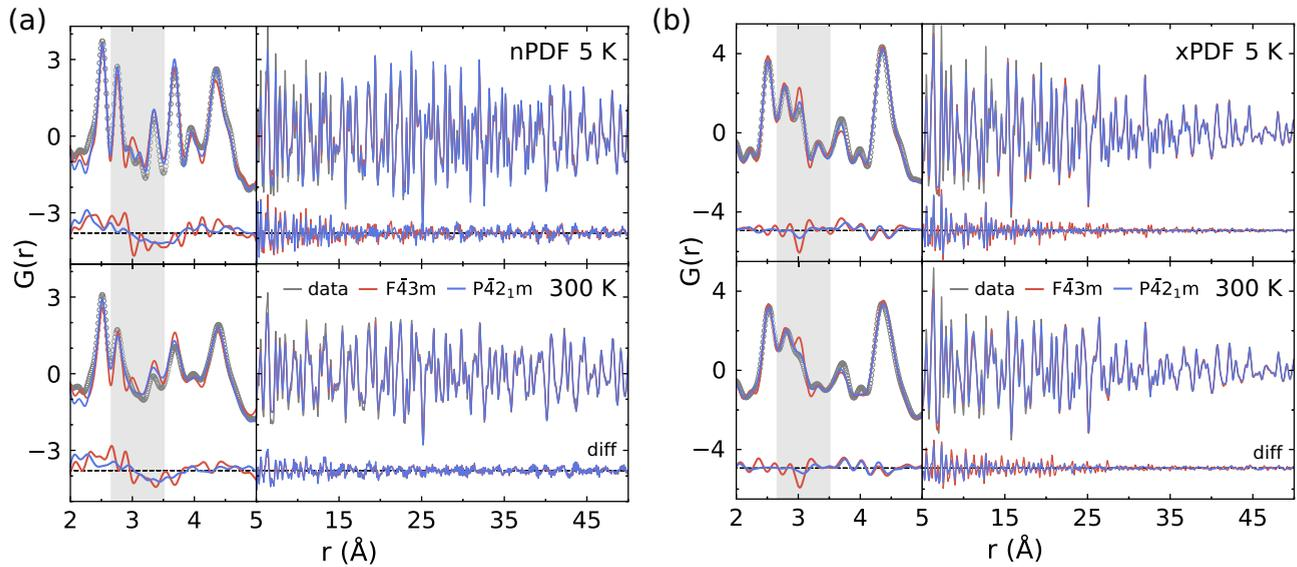 (a)
nPDF 5 K
3
0
−3
G(r)
data F4̄3m P4̄2₁m 300 K
3
0
−3
diff
2 3 4 5 15 25 35 45
r (Å)
(b)
xPDF 5 K
4
0
−4
G(r)
data F4̄3m P4̄2₁m 300 K
4
0
−4
diff
2 3 4 5 15 25 35 45
r (Å)